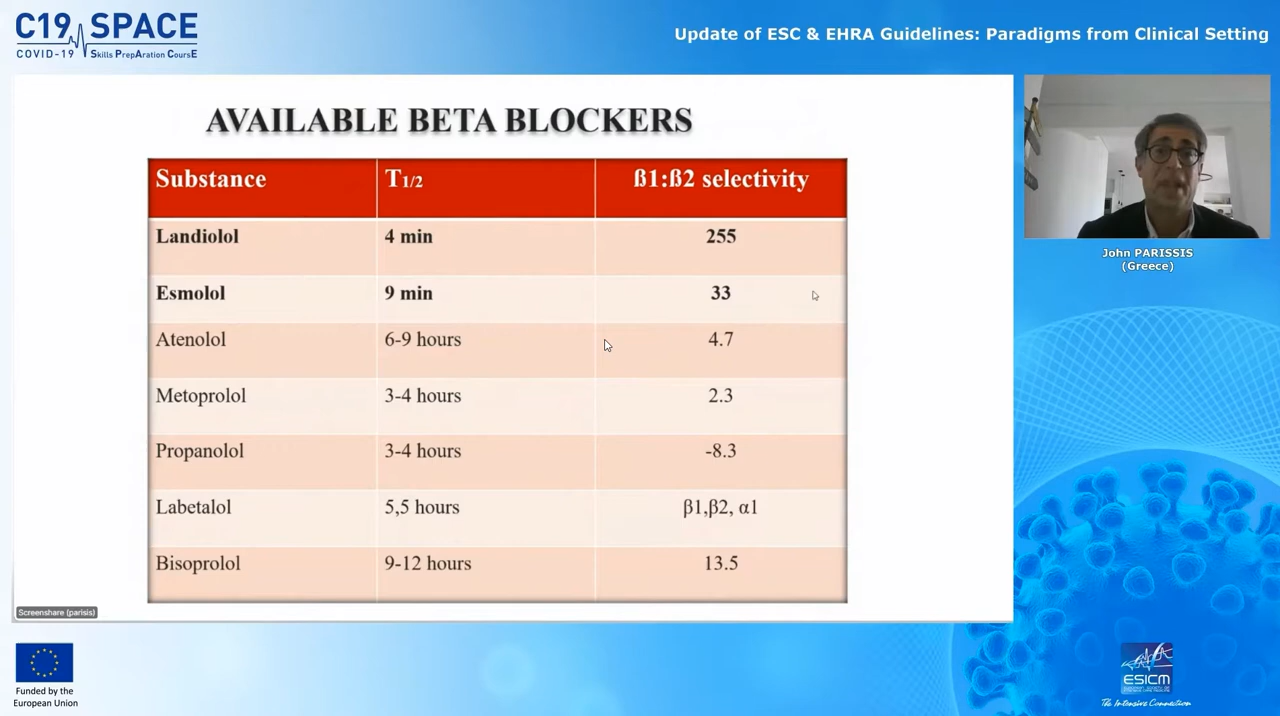 C19 SPACE
COVID-19 Skills PrepAration CoursE
Update of ESC & EHRA Guidelines: Paradigms from Clinical Setting
AVAILABLE BETA BLOCKERS
Substance T1/2 ß1:ß2 selectivity
Landiolol 4 min 255
Esmolol 9 min 33
Atenolol 6-9 hours 4.7
Metoprolol 3-4 hours 2.3
Propanolol 3-4 hours -8.3
Labetalol 5,5 hours β1,β2, α1
Bisoprolol 9-12 hours 13.5
John PARISSIS
(Greece)
Screenshare (parisis)
Funded by the
European Union
ESICM
The Intensive Connection